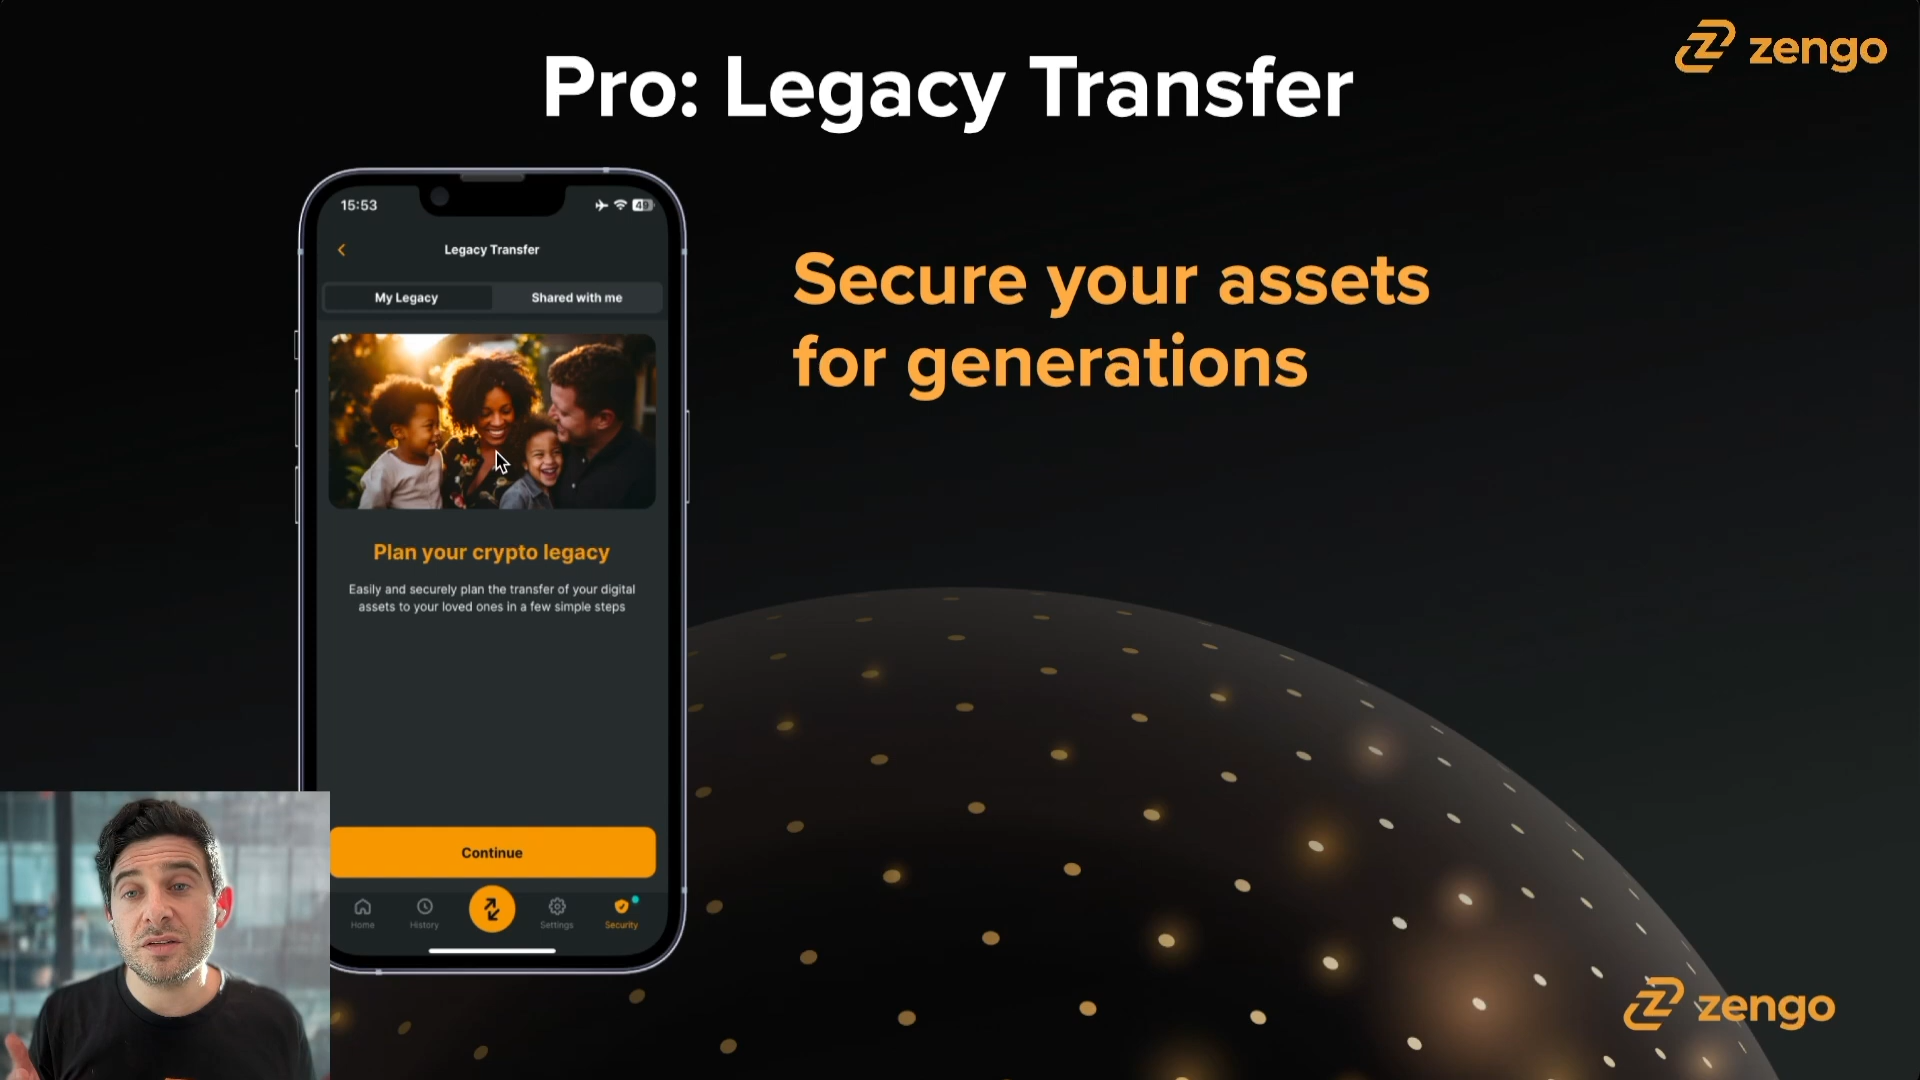 Pro: Legacy Transfer
zengo
15:53
49
Legacy Transfer
My Legacy
Shared with me
Secure your assets
for generations
Plan your crypto legacy
Easily and securely plan the transfer of your digital
assets to your loved ones in a few simple steps
Continue
Home
History
Settings
Security
zengo